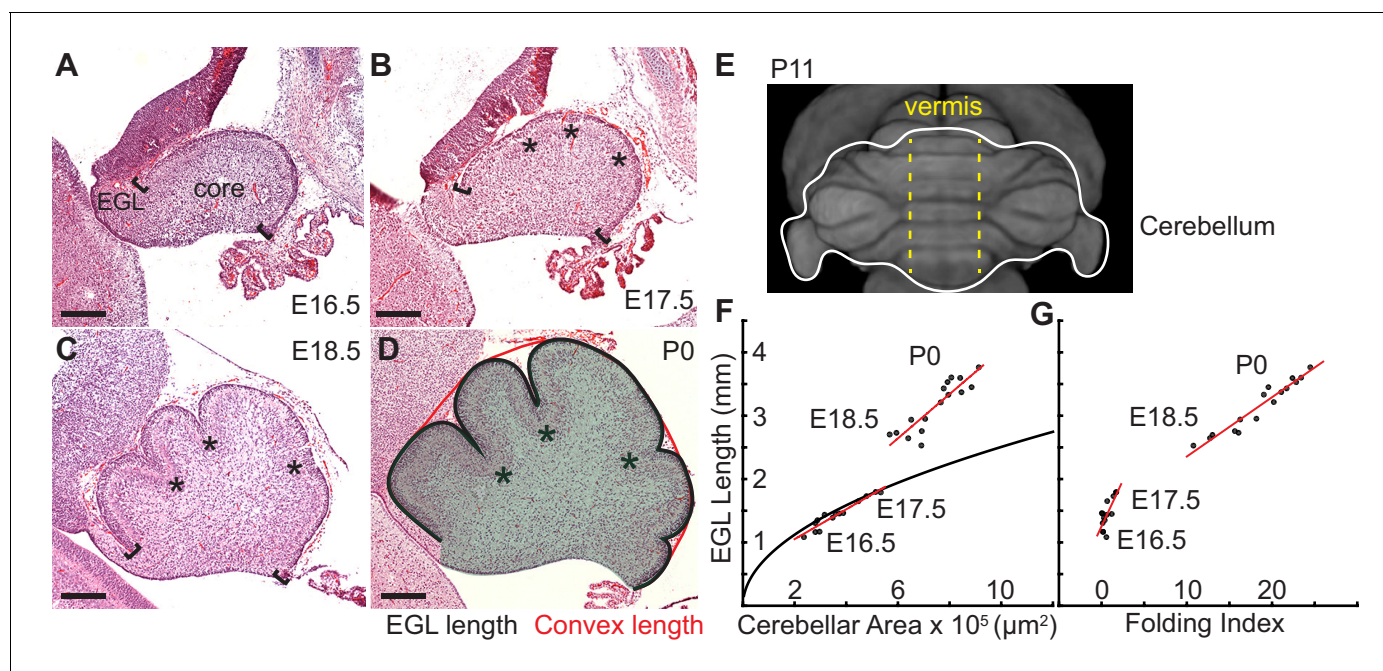 A
EGL
core
E16.5
B
* * *
E17.5
C
E18.5
* * *
D
P0
* * *
EGL length Convex length
E
P11
vermis
Cerebellum
F
EGL Length (mm)
4
3
2
1
P0
E18.5
E17.5
E16.5
2 6 10
Cerebellar Area x 10⁵ (µm²)
G
P0
E18.5
E17.5
E16.5
0 10 20
Folding Index